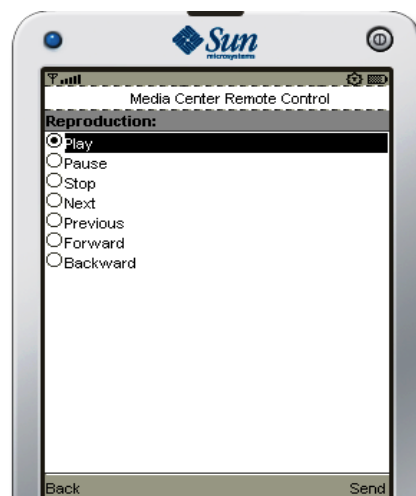 Sun
microsystems
Media Center Remote Control
Reproduction:
Play
Pause
Stop
Next
Previous
Forward
Backward
Back Send